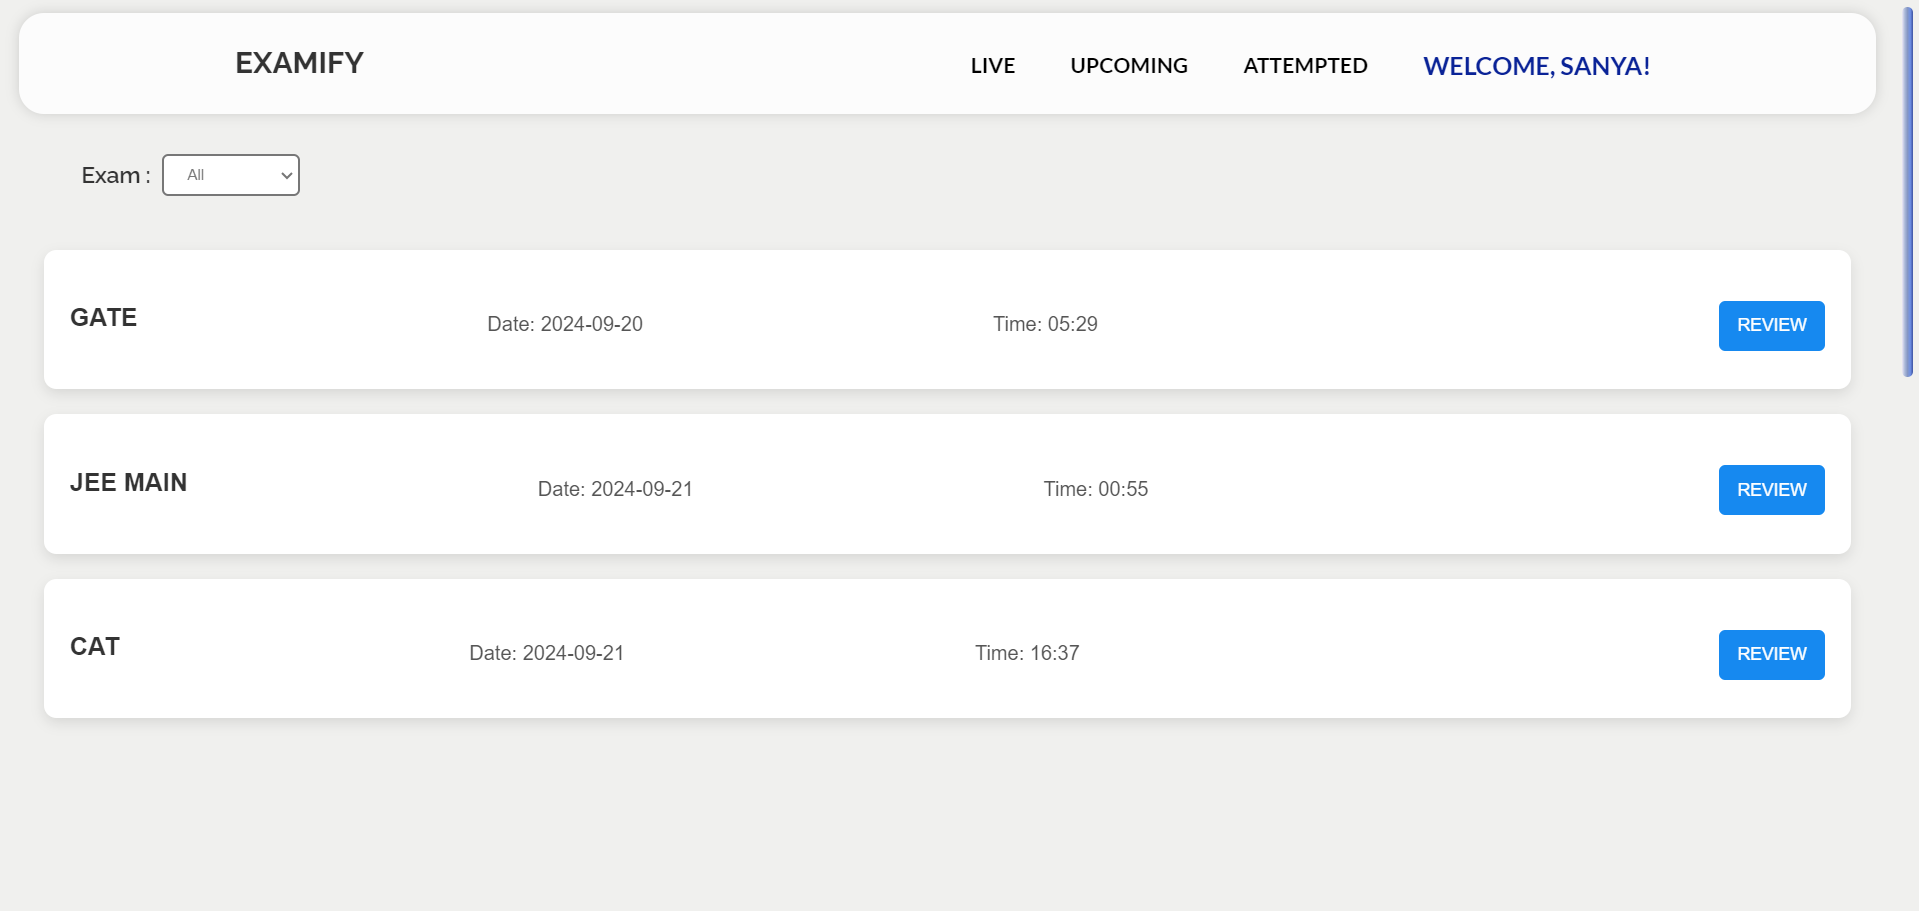 EXAMIFY LIVE UPCOMING ATTEMPTED WELCOME, SANYA!
Exam : All
GATE Date: 2024-09-20 Time: 05:29 REVIEW
JEE MAIN Date: 2024-09-21 Time: 00:55 REVIEW
CAT Date: 2024-09-21 Time: 16:37 REVIEW